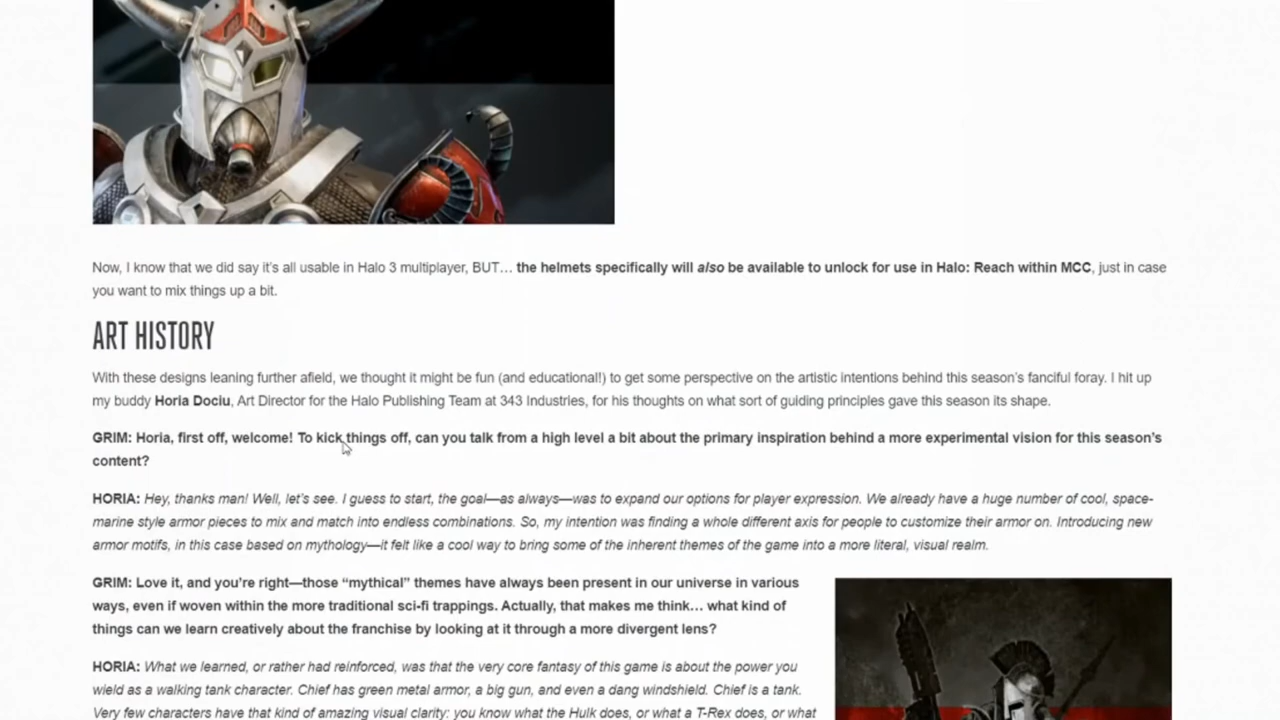 Now, I know that we did say it's all usable in Halo 3 multiplayer, BUT… the helmets specifically will also be available to unlock for use in Halo: Reach within MCC, just in case
you want to mix things up a bit.
ART HISTORY
With these designs leaning further afield, we thought it might be fun (and educational!) to get some perspective on the artistic intentions behind this season's fanciful foray. I hit up
my buddy Horia Dociu, Art Director for the Halo Publishing Team at 343 Industries, for his thoughts on what sort of guiding principles gave this season its shape.
GRIM: Horia, first off, welcome! To kick things off, can you talk from a high level a bit about the primary inspiration behind a more experimental vision for this season's
content?
HORIA: Hey, thanks man! Well, let's see. I guess to start, the goal—as always—was to expand our options for player expression. We already have a huge number of cool, space-
marine style armor pieces to mix and match into endless combinations. So, my intention was finding a whole different axis for people to customize their armor on. Introducing new
armor motifs, in this case based on mythology—it felt like a cool way to bring some of the inherent themes of the game into a more literal, visual realm.
GRIM: Love it, and you're right—those “mythical” themes have always been present in our universe in various
ways, even if woven within the more traditional sci-fi trappings. Actually, that makes me think… what kind of
things can we learn creatively about the franchise by looking at it through a more divergent lens?
HORIA: What we learned, or rather had reinforced, was that the very core fantasy of this game is about the power you
wield as a walking tank character. Chief has green metal armor, a big gun, and even a dang windshield. Chief is a tank.
Very few characters have that kind of amazing visual clarity: you know what the Hulk does, or what a T-Rex does, or what